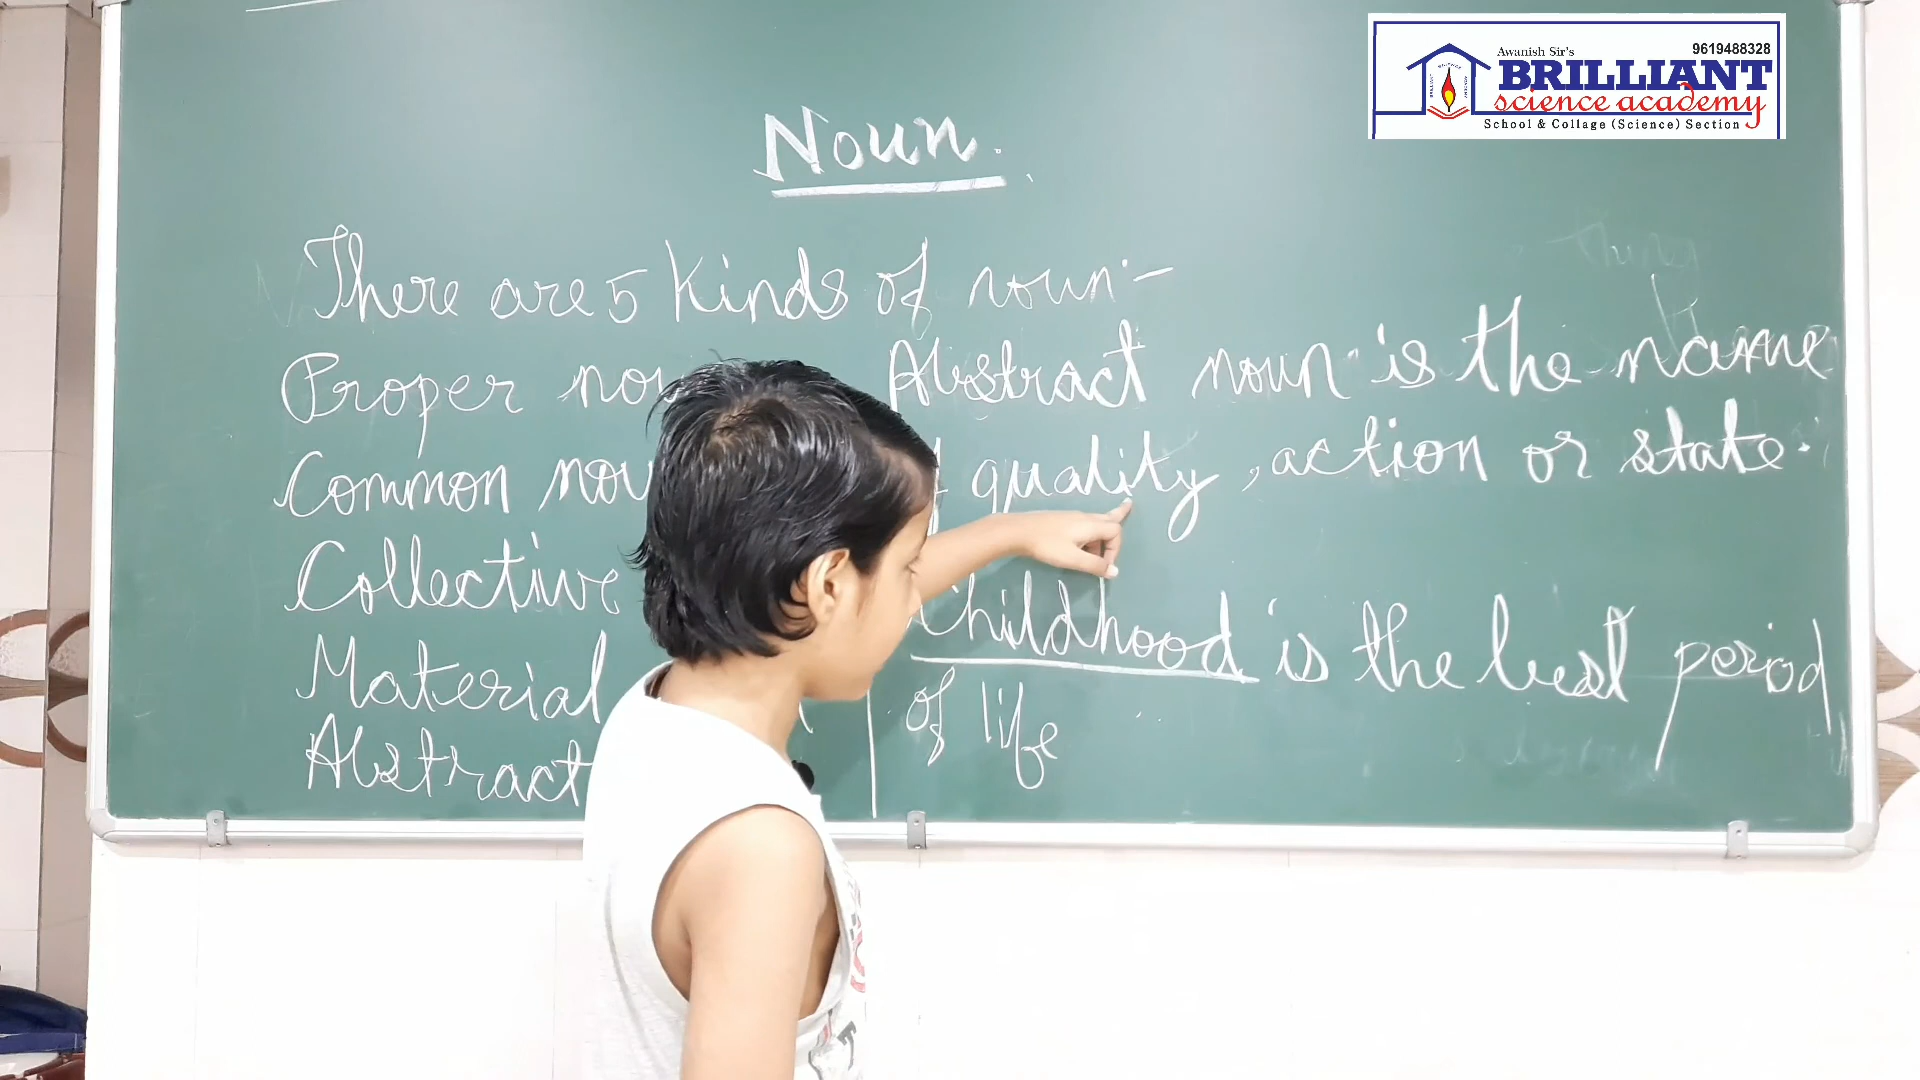 Awanish Sir's
9619488328
BRILLIANT
science academy
School & Collage (Science) Section
Noun.
There are 5 Kinds of noun:-
Proper nou
Common nou
Collective
Material
Abstract
Abstract noun is the name
quality, action or state.
childhood is the best period
of life
thing